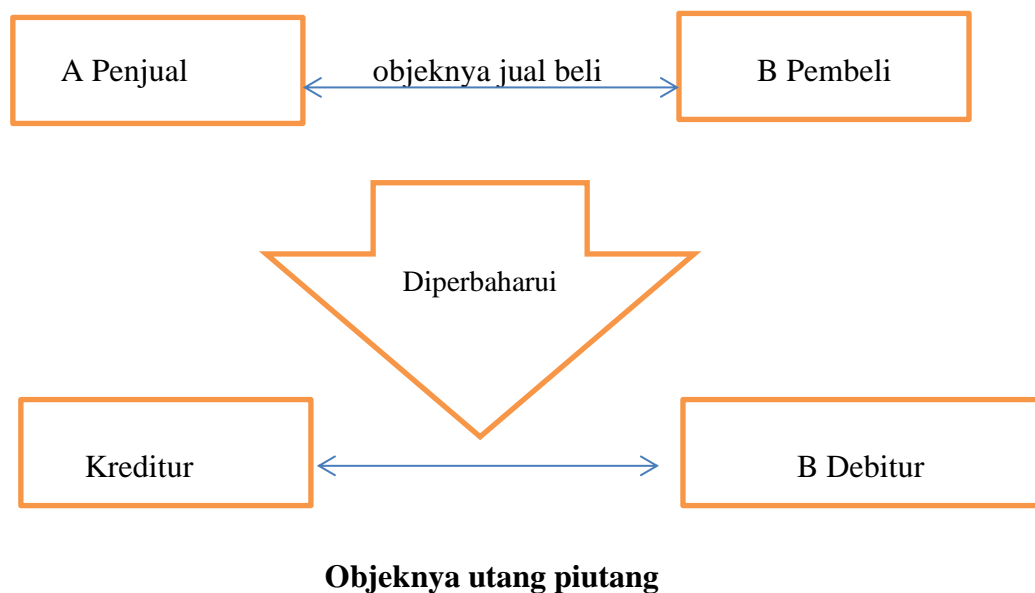 A Penjual
objeknya jual beli
B Pembeli
Diperbaharui
Kreditur
B Debitur
Objeknya utang piutang